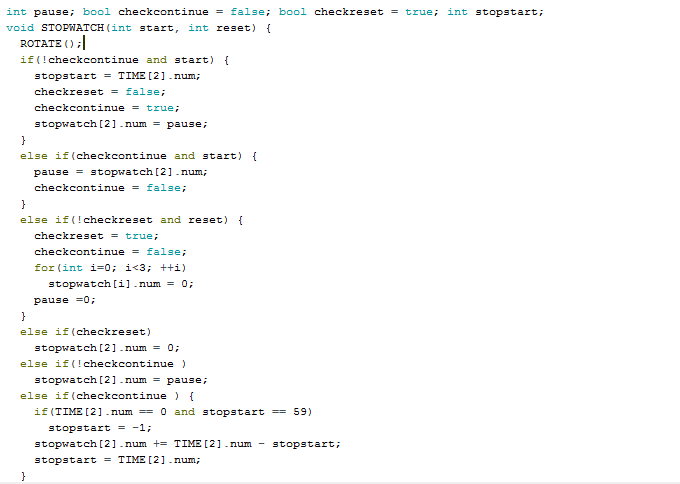 int pause; bool checkcontinue = false; bool checkreset = true; int stopstart;
void STOPWATCH(int start, int reset) {
  ROTATE();
  if(!checkcontinue and start) {
    stopstart = TIME[2].num;
    checkreset = false;
    checkcontinue = true;
    stopwatch[2].num = pause;
  }
  else if(checkcontinue and start) {
    pause = stopwatch[2].num;
    checkcontinue = false;
  }
  else if(!checkreset and reset) {
    checkreset = true;
    checkcontinue = false;
    for(int i=0; i<3; ++i)
      stopwatch[i].num = 0;
    pause =0;
  }
  else if(checkreset)
    stopwatch[2].num = 0;
  else if(!checkcontinue )
    stopwatch[2].num = pause;
  else if(checkcontinue ) {
    if(TIME[2].num == 0 and stopstart == 59)
      stopstart = -1;
    stopwatch[2].num += TIME[2].num - stopstart;
    stopstart = TIME[2].num;
  }